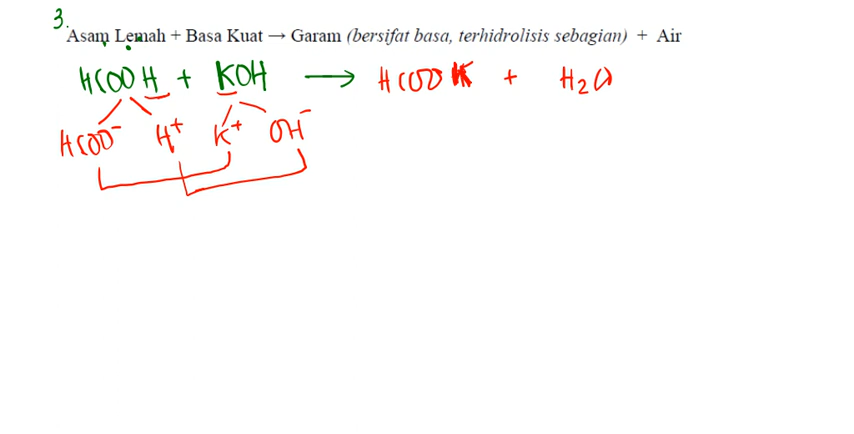 3.
Asam Lemah + Basa Kuat → Garam (bersifat basa, terhidrolisis sebagian) + Air
HCOOH + KOH → HCOOK + H2O
HCOO⁻ H⁺ K⁺ OH⁻